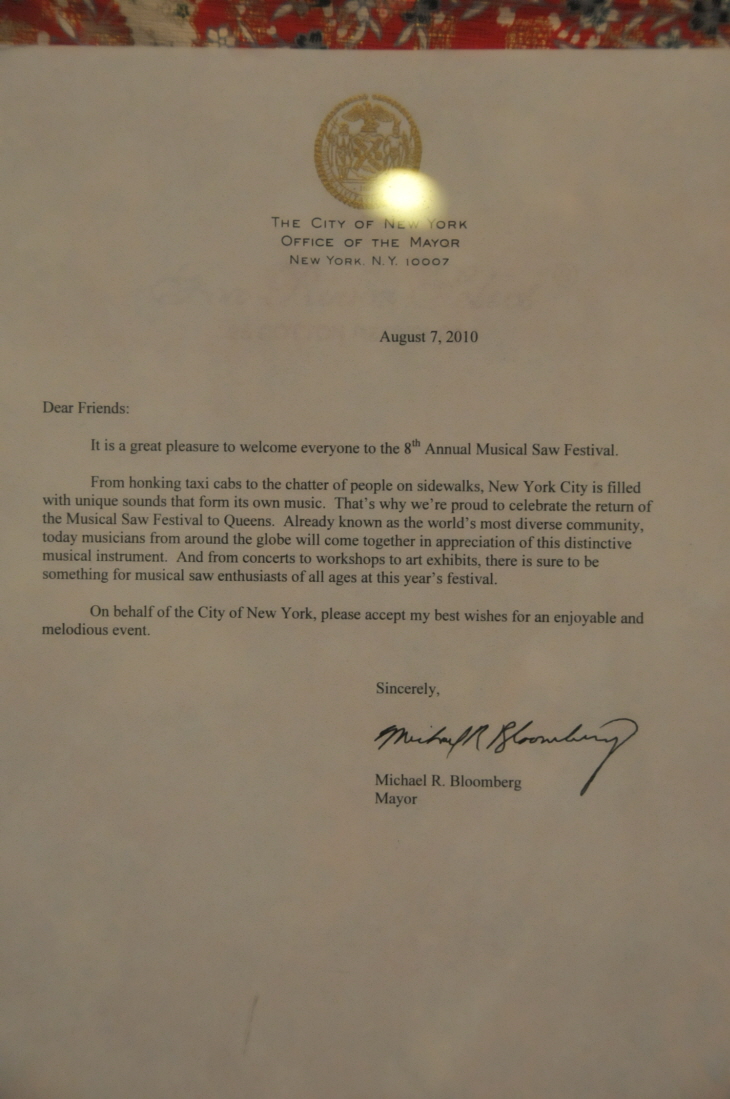 THE CITY OF NEW YORK
OFFICE OF THE MAYOR
NEW YORK, N.Y. 10007
August 7, 2010
Dear Friends:
It is a great pleasure to welcome everyone to the 8th Annual Musical Saw Festival.
From honking taxi cabs to the chatter of people on sidewalks, New York City is filled
with unique sounds that form its own music. That's why we're proud to celebrate the return of
the Musical Saw Festival to Queens. Already known as the world's most diverse community,
today musicians from around the globe will come together in appreciation of this distinctive
musical instrument. And from concerts to workshops to art exhibits, there is sure to be
something for musical saw enthusiasts of all ages at this year's festival.
On behalf of the City of New York, please accept my best wishes for an enjoyable and
melodious event.
Sincerely,
Michael R Bloomberg
Michael R. Bloomberg
Mayor